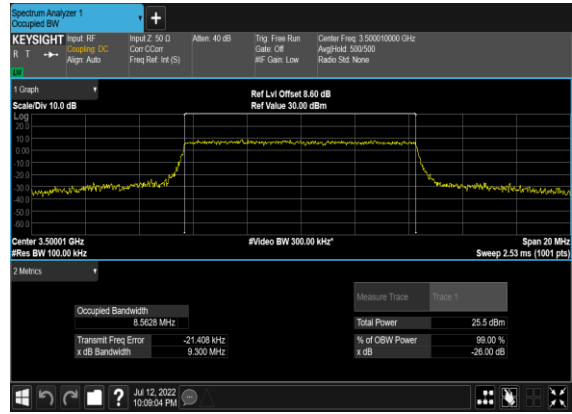 Spectrum Analyzer 1
Occupied BW
+
KEYSIGHT Input: RF Input Z: 50 Ω Atten: 40 dB Trig: Free Run Center Freq: 3.500010000 GHz
R T Coupling: DC Corr CCorr Gate: Off Avg|Hold: 500/500
Align: Auto Freq Ref: Int (S) #IF Gain: Low Radio Std: None
LW
1 Graph
Ref Lvl Offset 8.60 dB
Scale/Div 10.0 dB Ref Value 30.00 dBm
Log
20.0
10.0
0.00
-10.0
-20.0
-30.0
-40.0
-50.0
-60.0
Center 3.50001 GHz #Video BW 300.00 kHz* Span 20 MHz
#Res BW 100.00 kHz Sweep 2.53 ms (1001 pts)
2 Metrics
Measure Trace Trace 1
Occupied Bandwidth
8.5628 MHz Total Power 25.5 dBm
Transmit Freq Error -21.408 kHz % of OBW Power 99.00 %
x dB Bandwidth 9.300 MHz x dB -26.00 dB
? Jul 12, 2022
10:09:04 PM